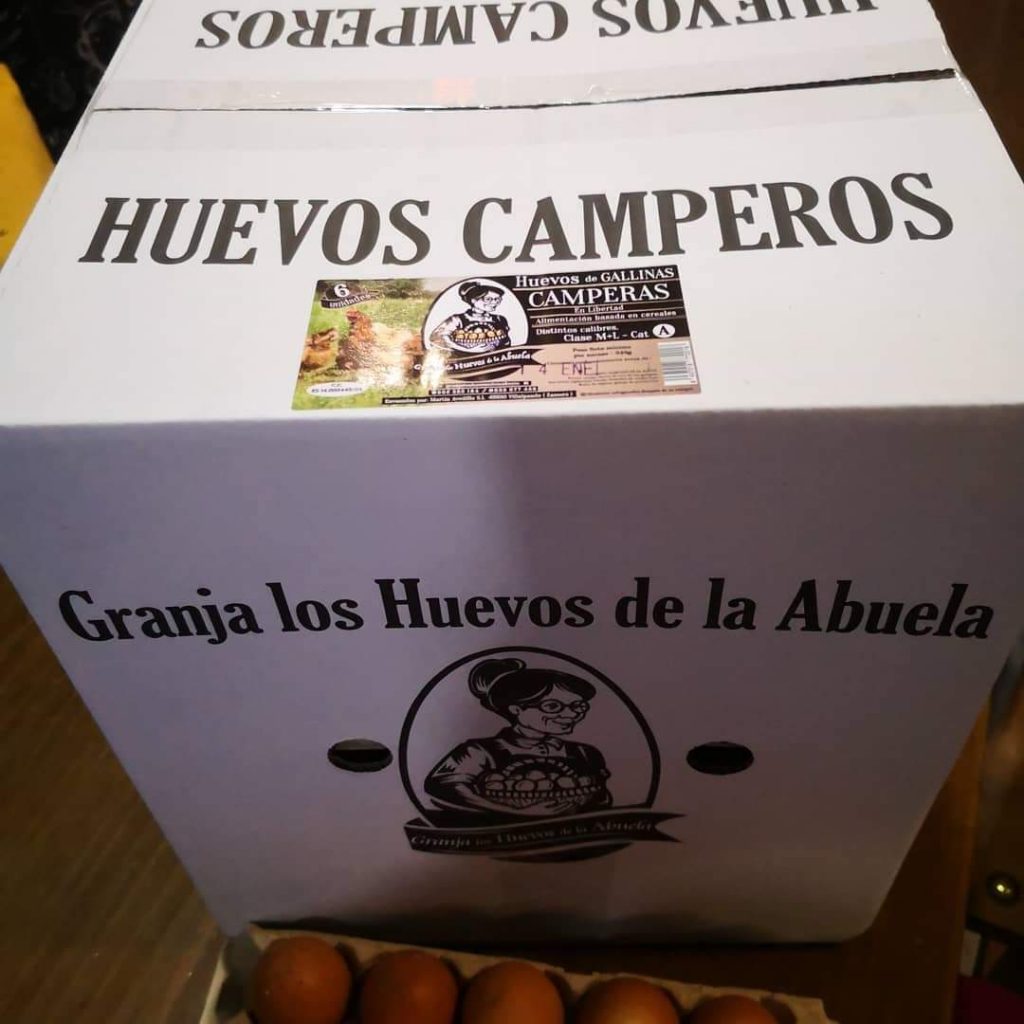 HUEVOS CAMPEROS
HUEVOS CAMPEROS
6
unidades
Huevos de GALLINAS
CAMPERAS
En Libertad
Alimentación basada en cereales
Distintos calibres,
Clase M+L - Cat A
Huevos de la Abuela
4 ENE
Granja los Huevos de la Abuela
Granja los Huevos de la Abuela